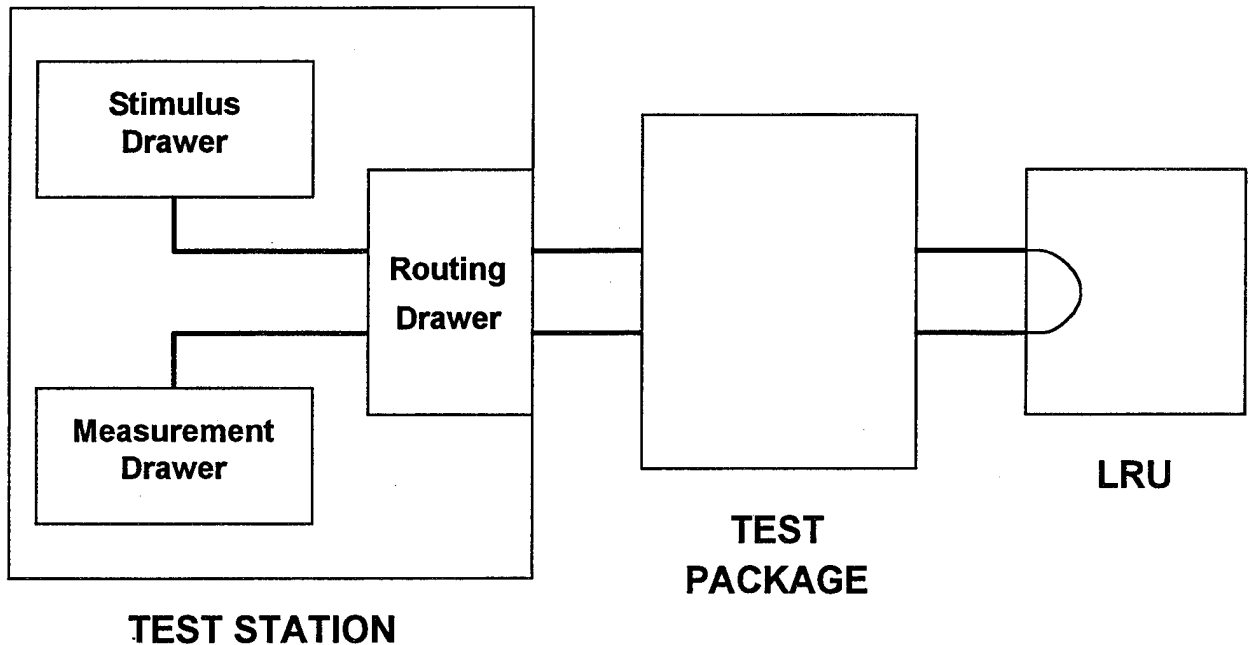 Stimulus
Drawer
Routing
Drawer
Measurement
Drawer
LRU
TEST
PACKAGE
TEST STATION